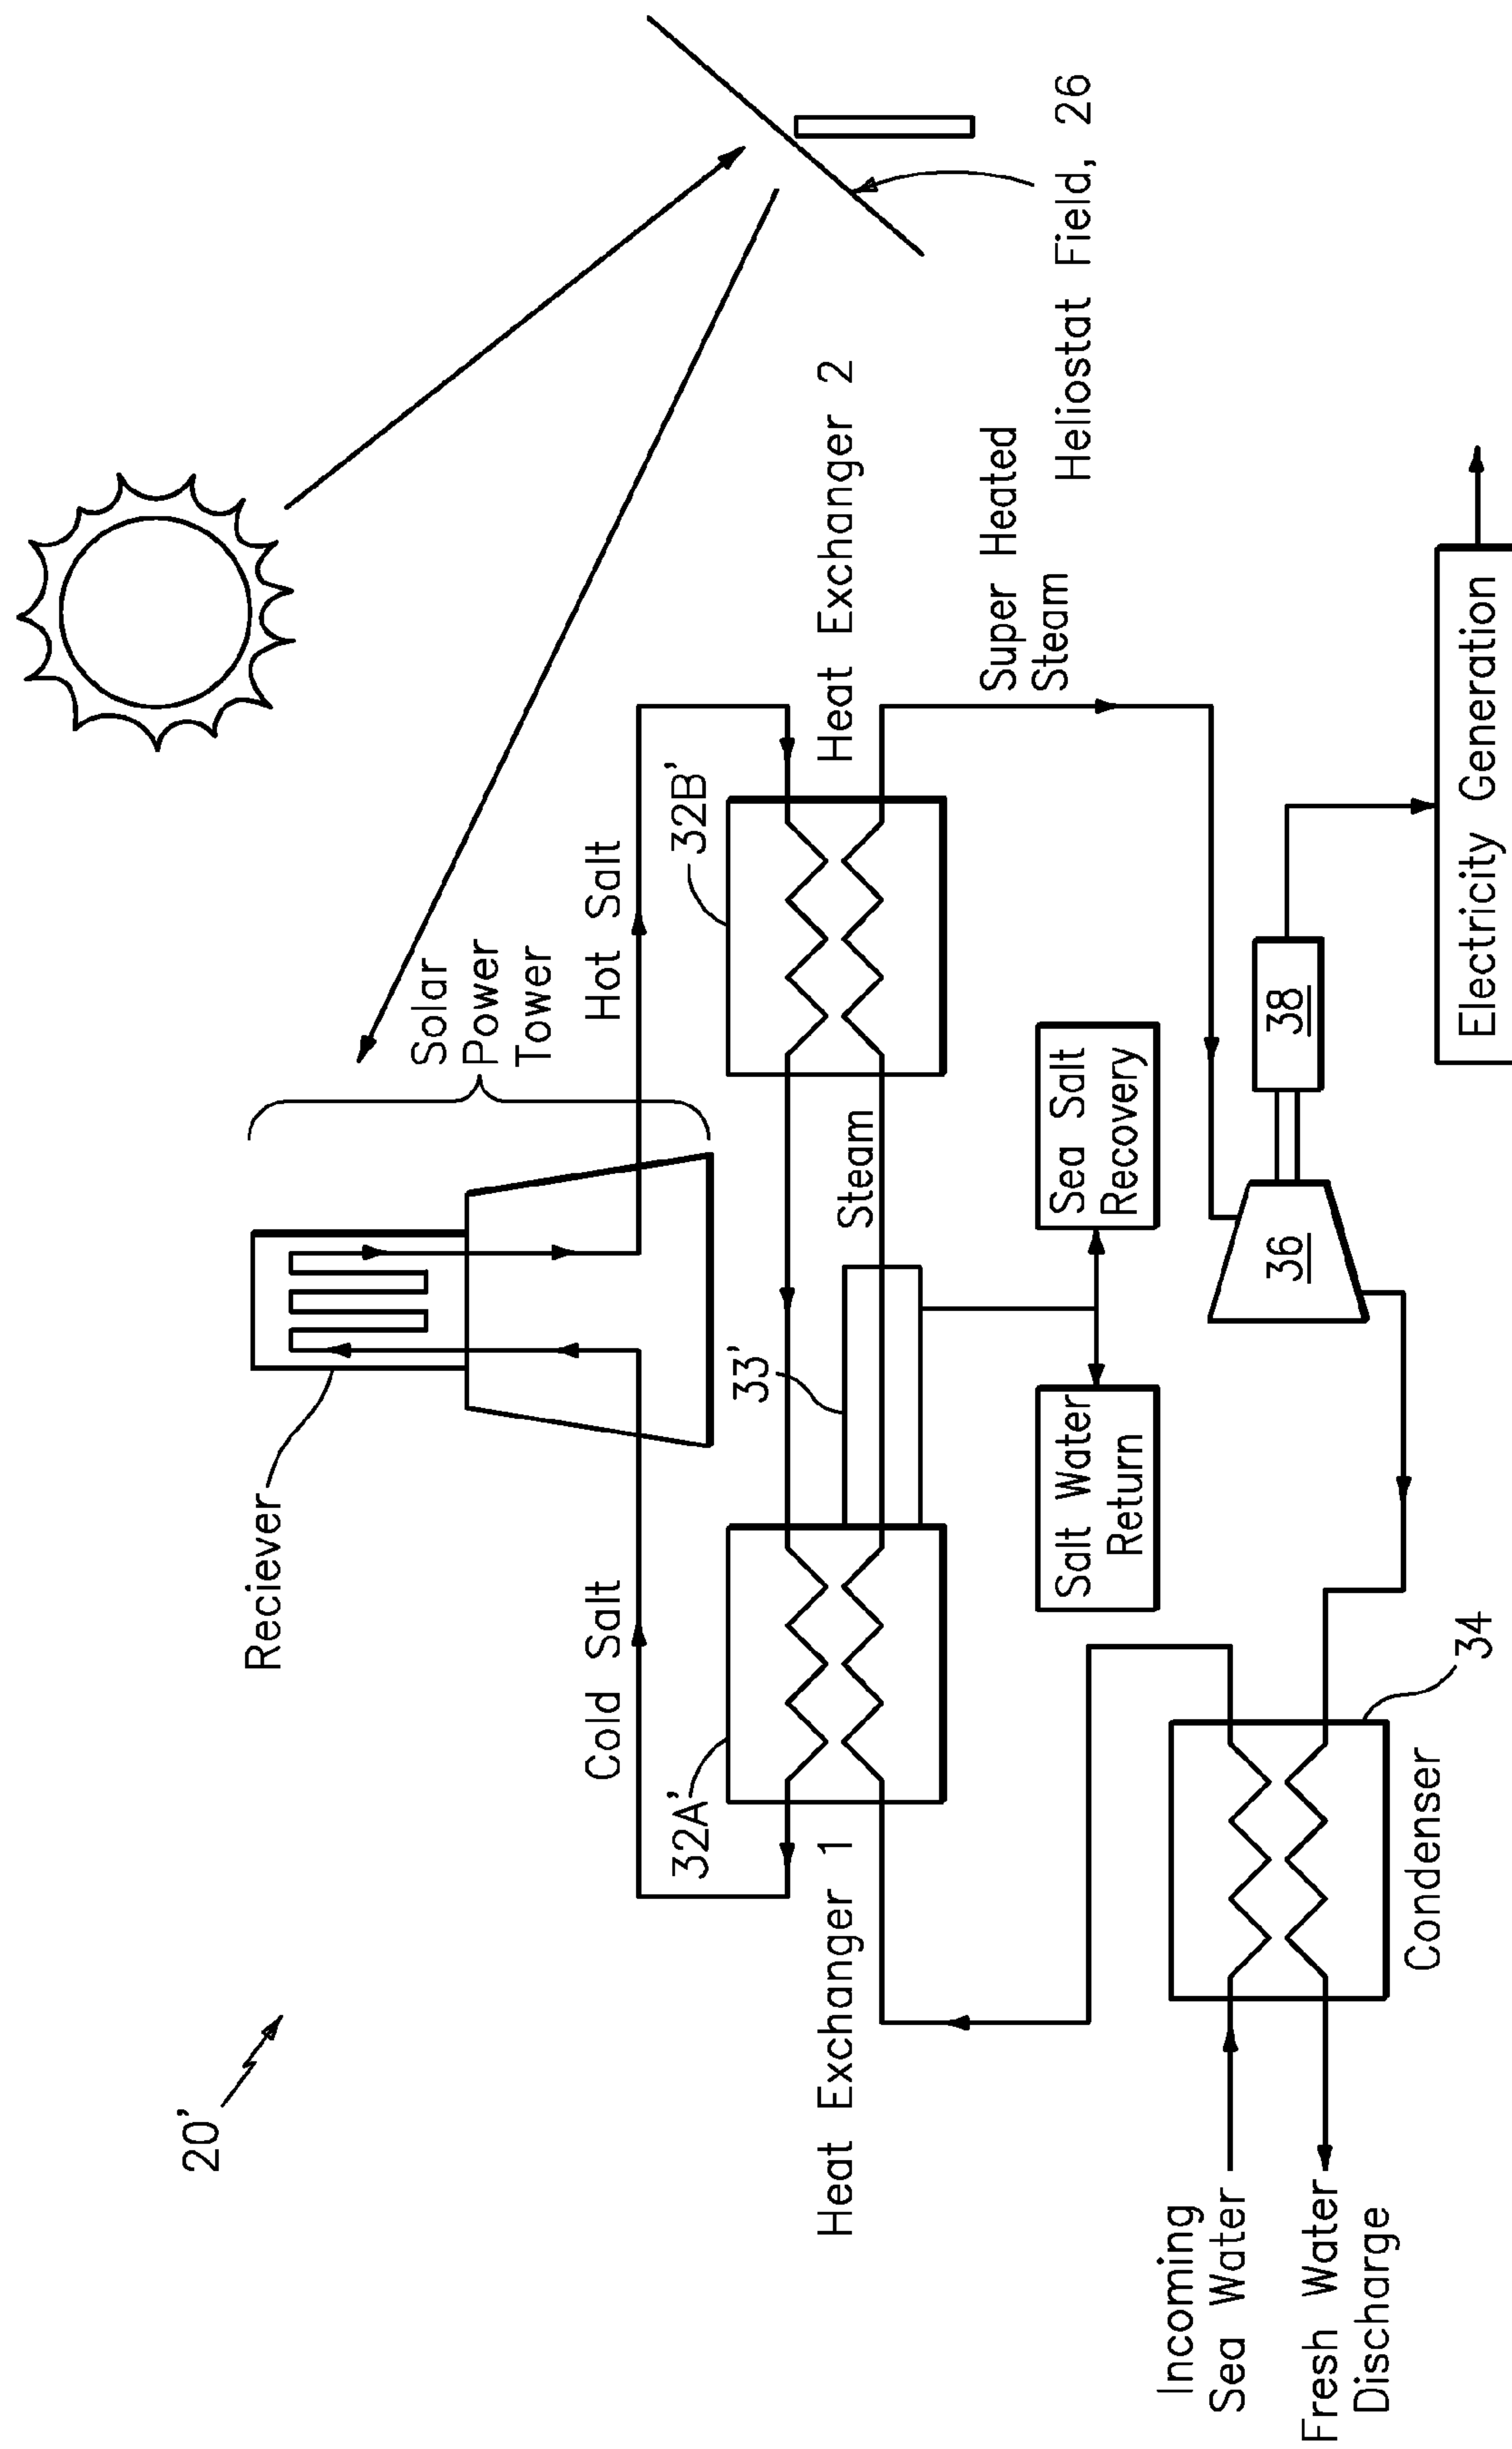 20'
Reciever
Solar
Power
Tower
Cold Salt
Hot Salt
32A'
32B'
33'
Heat Exchanger 1
Steam
Heat Exchanger 2
Super Heated
Steam
Heliostat Field, 26
Salt Water
Return
Sea Salt
Recovery
Incoming
Sea Water
Fresh Water
Discharge
Condenser
34
36
38
Electricity Generation